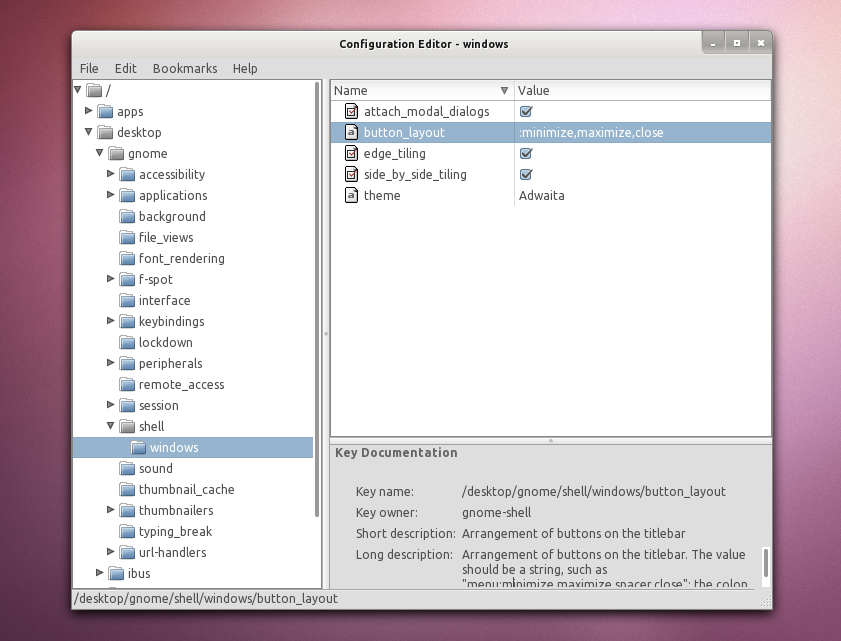 Configuration Editor - windows
File Edit Bookmarks Help
/
apps
desktop
gnome
accessibility
applications
background
file_views
font_rendering
f-spot
interface
keybindings
lockdown
peripherals
remote_access
session
shell
windows
sound
thumbnail_cache
thumbnailers
typing_break
url-handlers
ibus
Name Value
attach_modal_dialogs
button_layout :minimize,maximize,close
edge_tiling
side_by_side_tiling
theme Adwaita
Key Documentation
Key name: /desktop/gnome/shell/windows/button_layout
Key owner: gnome-shell
Short description: Arrangement of buttons on the titlebar
Long description: Arrangement of buttons on the titlebar. The value
should be a string, such as
"menu:minimize,maximize,spacer,close"; the colon
/desktop/gnome/shell/windows/button_layout